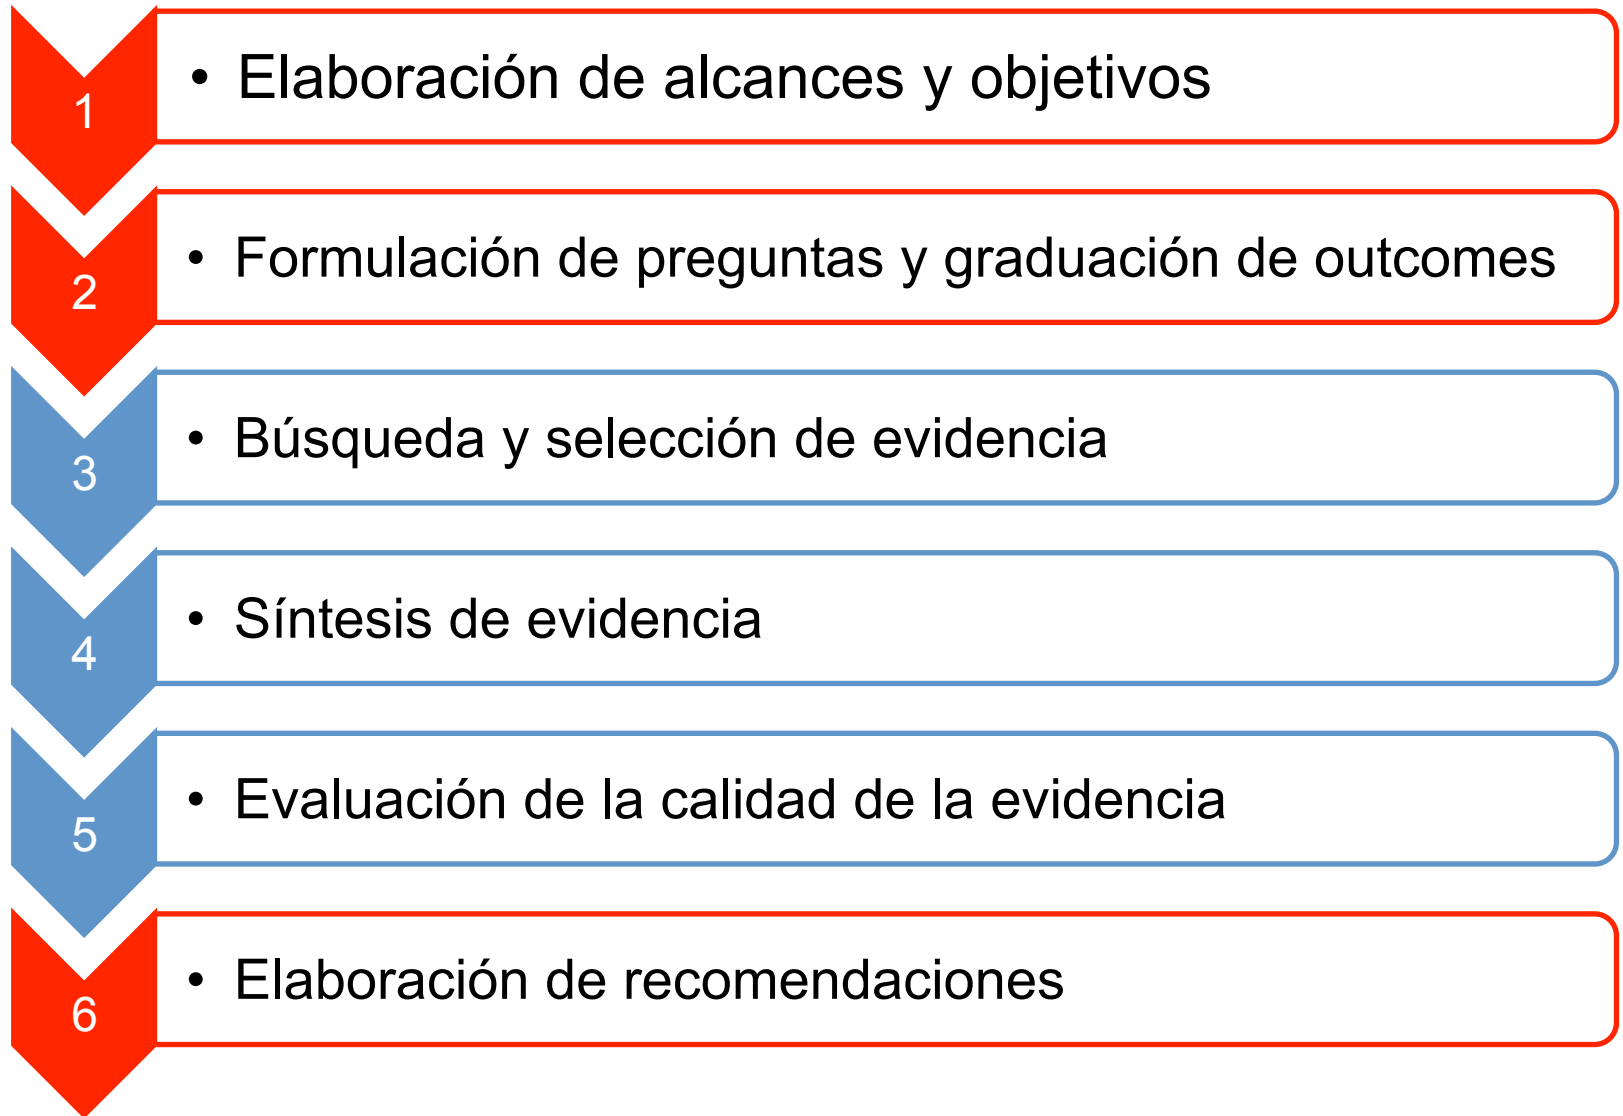 1
• Elaboración de alcances y objetivos
2
• Formulación de preguntas y graduación de outcomes
3
• Búsqueda y selección de evidencia
4
• Síntesis de evidencia
5
• Evaluación de la calidad de la evidencia
6
• Elaboración de recomendaciones